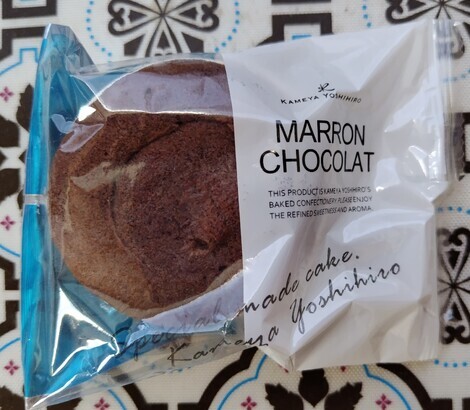 KAMEYA YOSHIHIRO
MARRON
CHOCOLAT
THIS PRODUCT IS KAMEYA YOSHIHIRO'S
BAKED CONFECTIONERY. PLEASE ENJOY
THE REFINED SWEETNESS AND AROMA.
Special made cake.
Kameya Yoshihiro